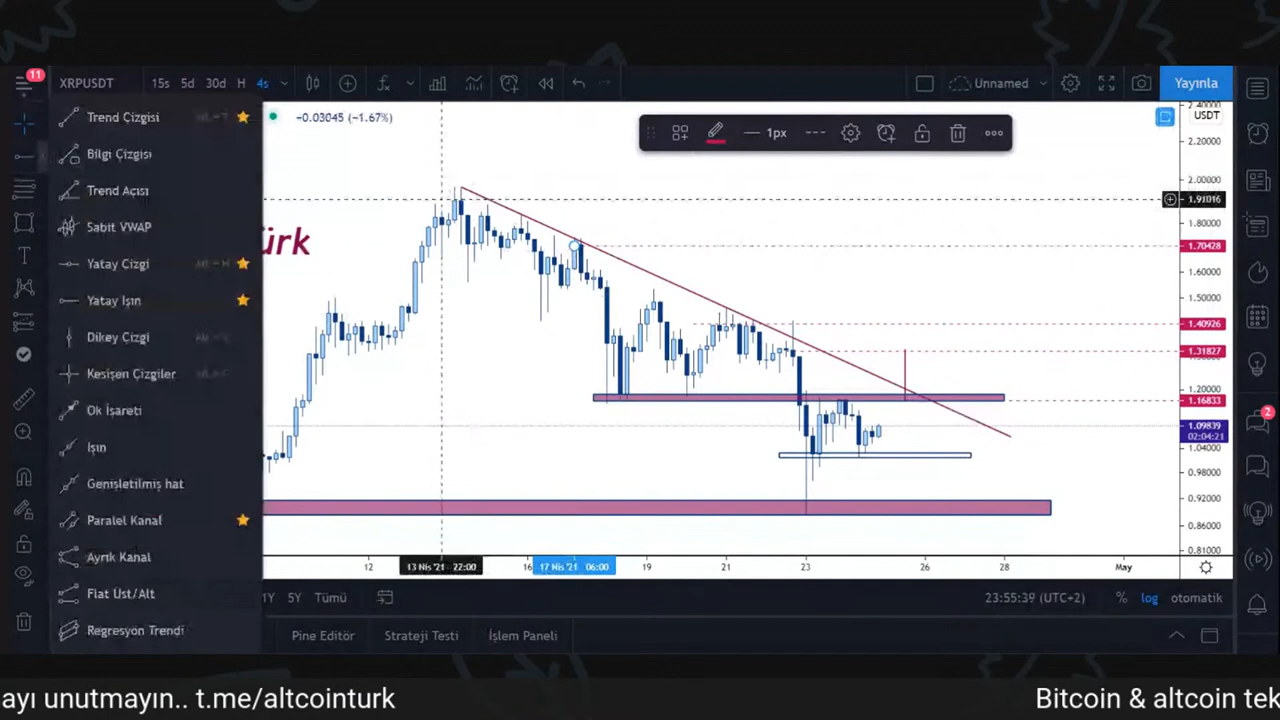 11
XRPUSDT 15s 5d 30d H 4s Unnamed Yayınla
Trend Çizgisi
−0.03045 (−1.67%)
1px
2.40000
USDT
Bilgi Çizgisi
2.20000
Trend Açısı
2.00000
1.91016
Sabit VWAP
1.80000
ürk
1.70428
Yatay Çizgi
1.60000
Yatay Işın
1.50000
1.40926
Dikey Çizgi
1.31827
Kesişen Çizgiler
1.20000
1.16833
Ok İşareti
1.09839
02:04:21
Işın
1.04000
0.98000
Genişletilmiş hat
0.92000
Paralel Kanal
0.86000
0.81000
Ayrık Kanal
12 13 Nis '21 22:00 16 17 Nis '21 06:00 19 21 23 26 28 May
Flat Üst/Alt
1Y 5Y Tümü 23:55:39 (UTC+2) % log otomatik
Regresyon Trendi
Pine Editör Strateji Testi İşlem Paneli
2
ayı unutmayın.. t.me/altcointurk Bitcoin & altcoin tek